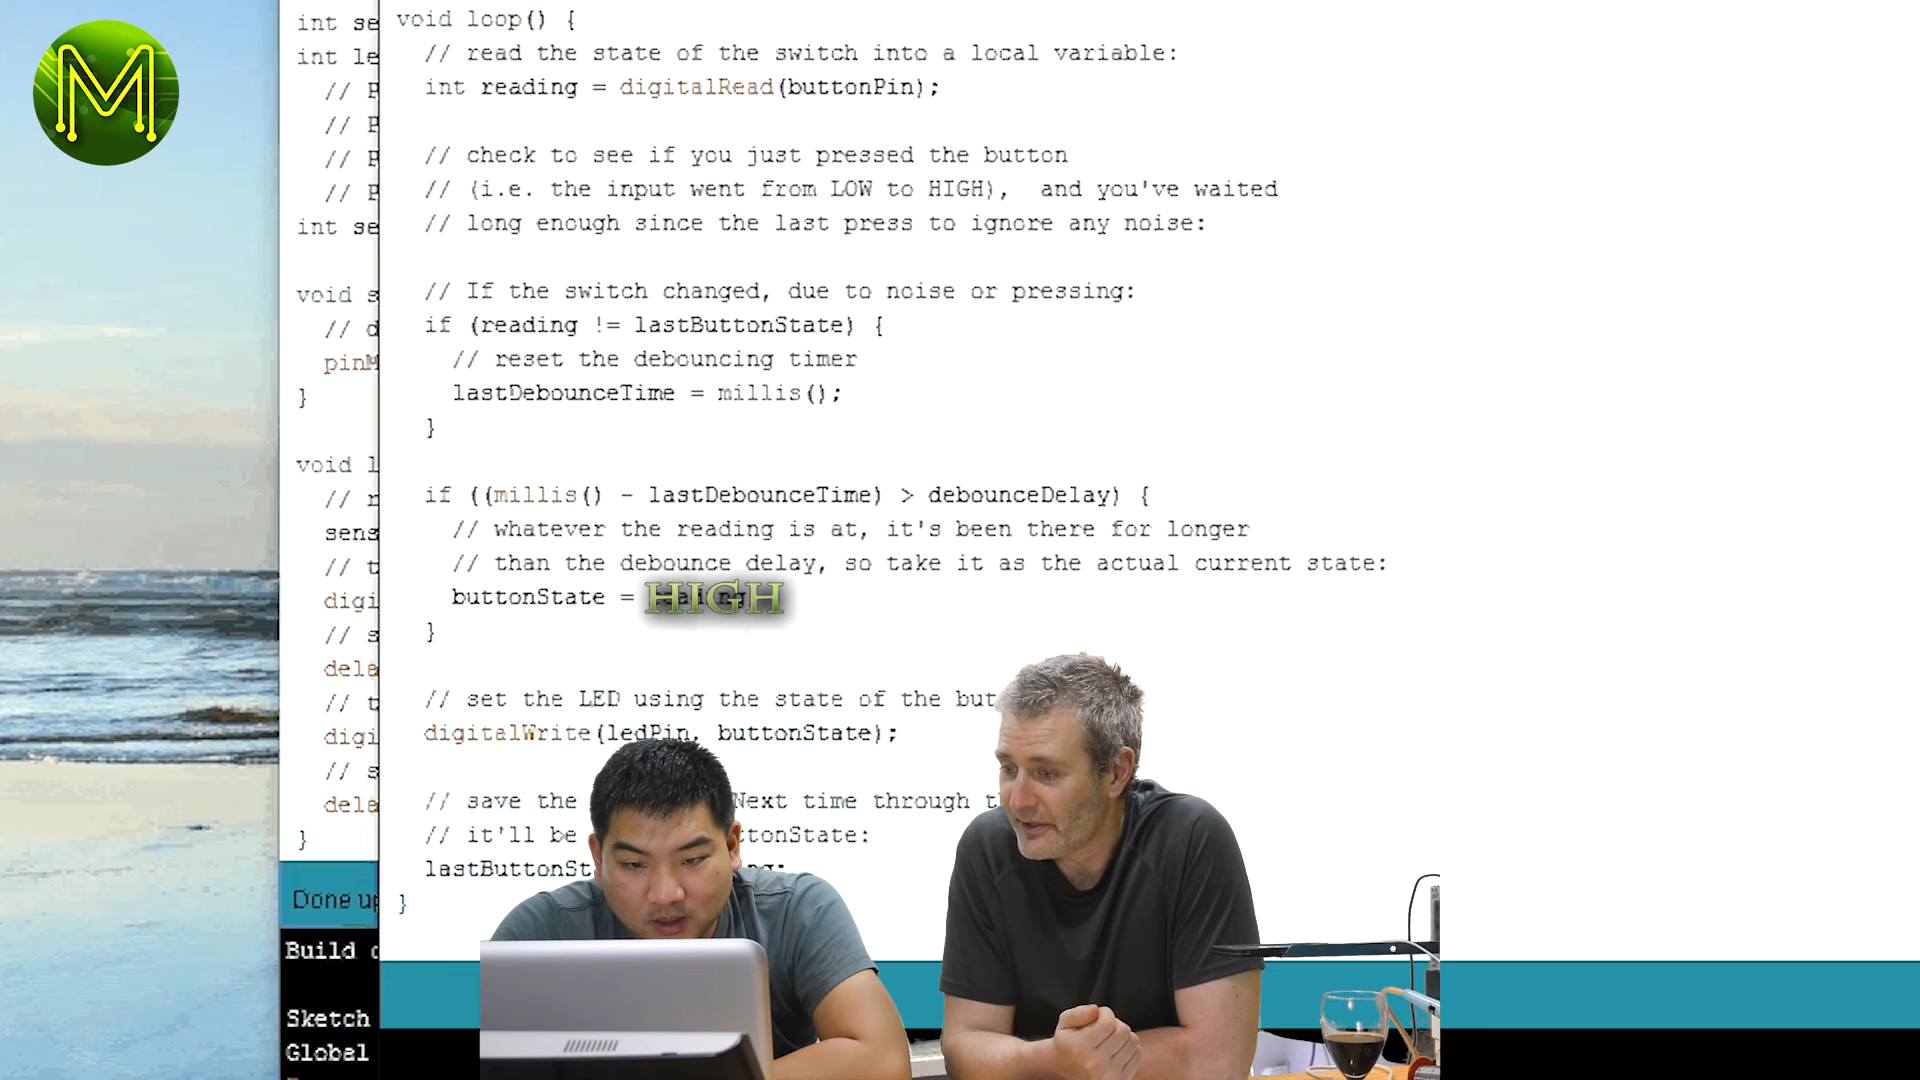 M
int se
int le
// P
// P
// P
// P
int se
void s
// d
pinM
}
void l
// r
sens
// t
digi
// s
dela
// t
digi
// s
dela
}
Done up
Build o
Sketch
Global
void loop() {
// read the state of the switch into a local variable:
int reading = digitalRead(buttonPin);
// check to see if you just pressed the button
// (i.e. the input went from LOW to HIGH), and you've waited
// long enough since the last press to ignore any noise:
// If the switch changed, due to noise or pressing:
if (reading != lastButtonState) {
// reset the debouncing timer
lastDebounceTime = millis();
}
if ((millis() - lastDebounceTime) > debounceDelay) {
// whatever the reading is at, it's been there for longer
// than the debounce delay, so take it as the actual current state:
buttonState = HIGH
}
// set the LED using the state of the but
digitalWrite(ledPin, buttonState);
// save the Next time through t
// it'll be ttonState:
lastButtonSt ng;
}